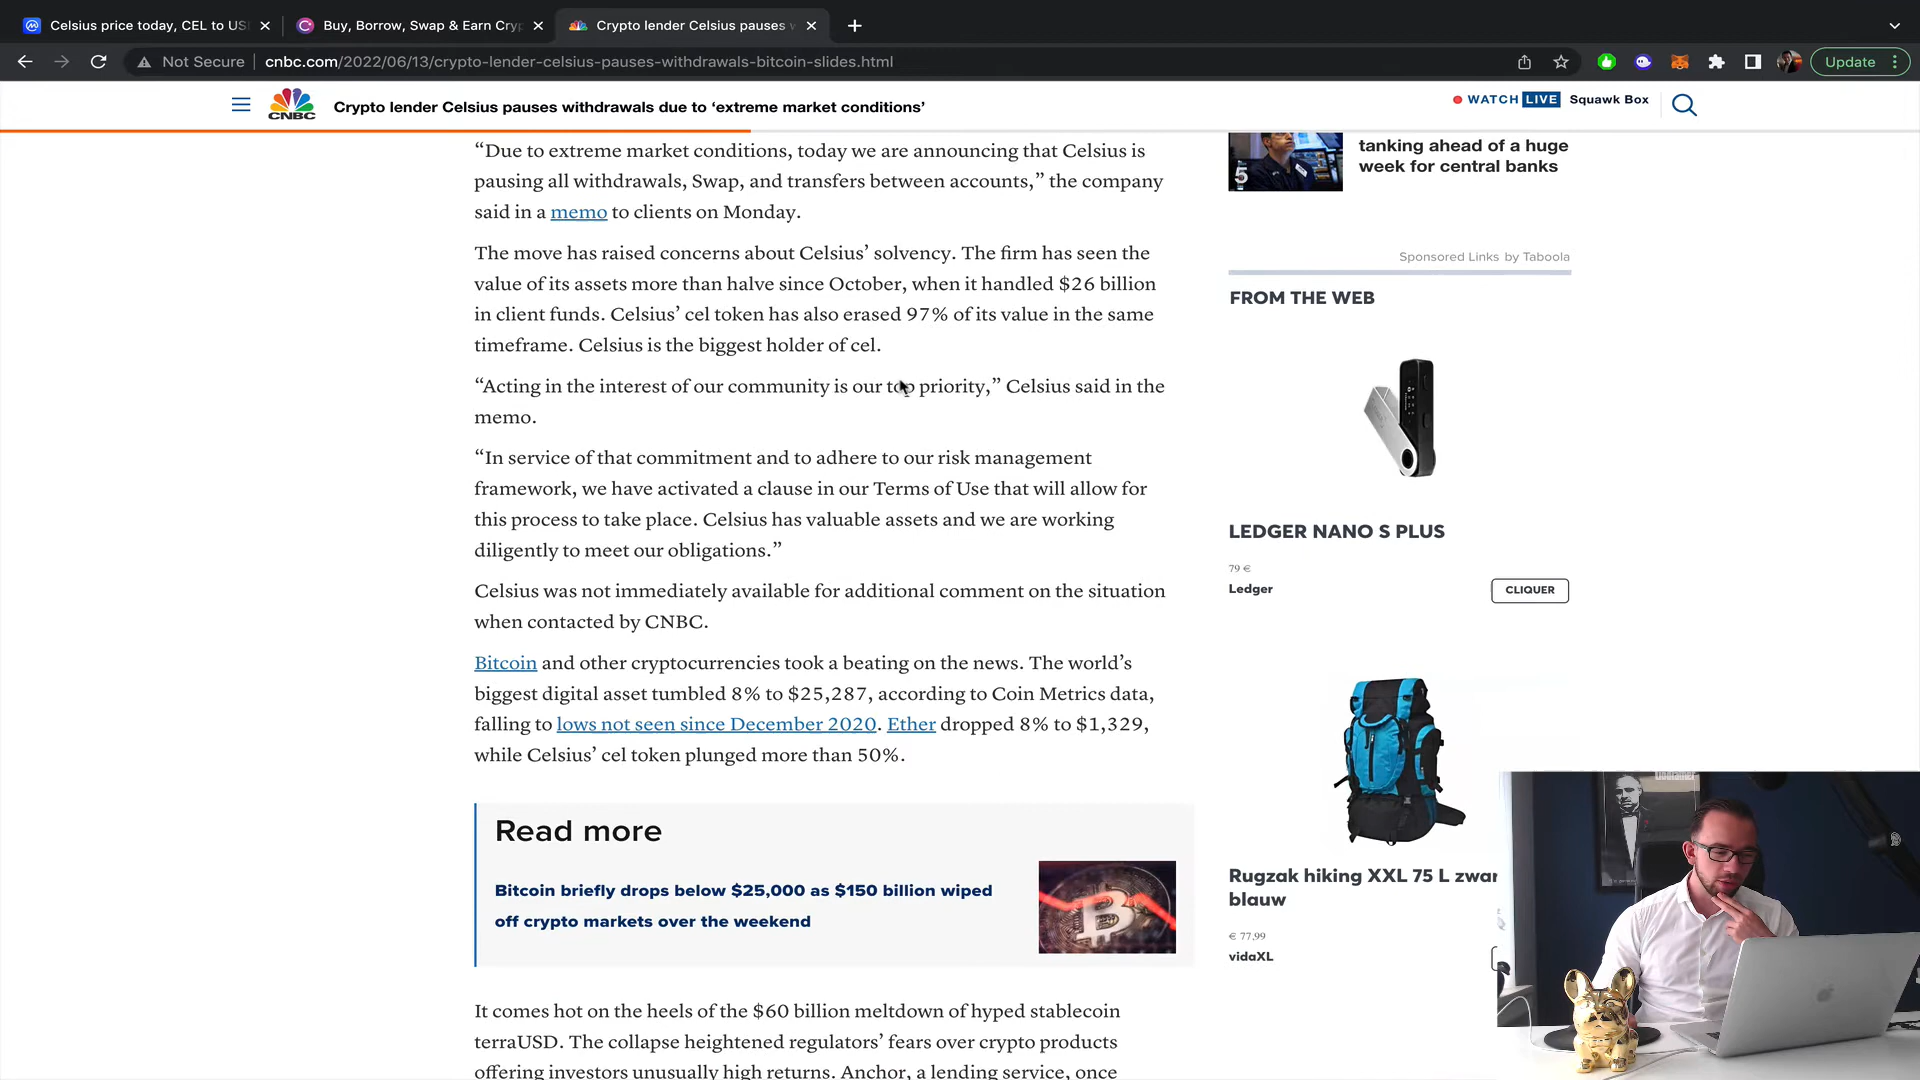 Celsius price today, CEL to US
Buy, Borrow, Swap & Earn Cryp
Crypto lender Celsius pauses w
Not Secure
cnbc.com/2022/06/13/crypto-lender-celsius-pauses-withdrawals-bitcoin-slides.html
Update
CNBC
Crypto lender Celsius pauses withdrawals due to ‘extreme market conditions’
WATCH LIVE Squawk Box
“Due to extreme market conditions, today we are announcing that Celsius is
pausing all withdrawals, Swap, and transfers between accounts,” the company
said in a memo to clients on Monday.
The move has raised concerns about Celsius’ solvency. The firm has seen the
value of its assets more than halve since October, when it handled $26 billion
in client funds. Celsius’ cel token has also erased 97% of its value in the same
timeframe. Celsius is the biggest holder of cel.
“Acting in the interest of our community is our top priority,” Celsius said in the
memo.
“In service of that commitment and to adhere to our risk management
framework, we have activated a clause in our Terms of Use that will allow for
this process to take place. Celsius has valuable assets and we are working
diligently to meet our obligations.”
Celsius was not immediately available for additional comment on the situation
when contacted by CNBC.
Bitcoin and other cryptocurrencies took a beating on the news. The world’s
biggest digital asset tumbled 8% to $25,287, according to Coin Metrics data,
falling to lows not seen since December 2020. Ether dropped 8% to $1,329,
while Celsius’ cel token plunged more than 50%.
Read more
Bitcoin briefly drops below $25,000 as $150 billion wiped
off crypto markets over the weekend
It comes hot on the heels of the $60 billion meltdown of hyped stablecoin
terraUSD. The collapse heightened regulators’ fears over crypto products
offering investors unusually high returns. Anchor, a lending service, once
5
tanking ahead of a huge
week for central banks
Sponsored Links by Taboola
FROM THE WEB
LEDGER NANO S PLUS
79 €
Ledger
CLIQUER
Rugzak hiking XXL 75 L zwar
blauw
€ 77.99
vidaXL